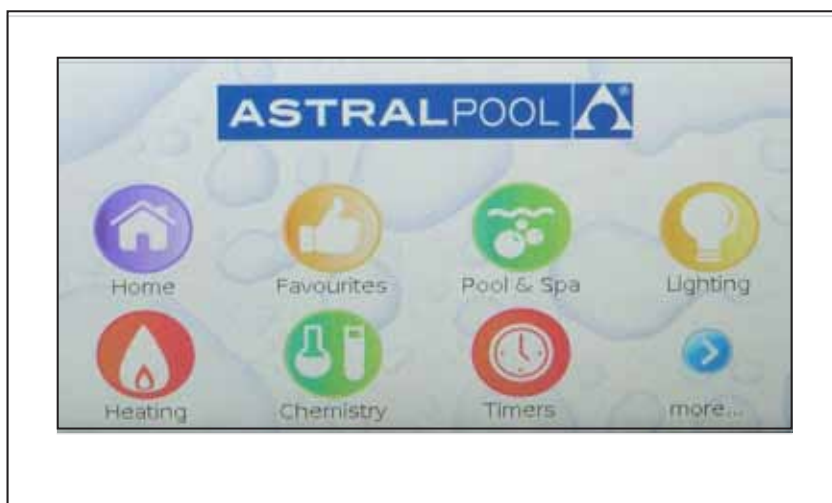 ASTRALPOOL ®
Home Favourites Pool & Spa Lighting
Heating Chemistry Timers more...